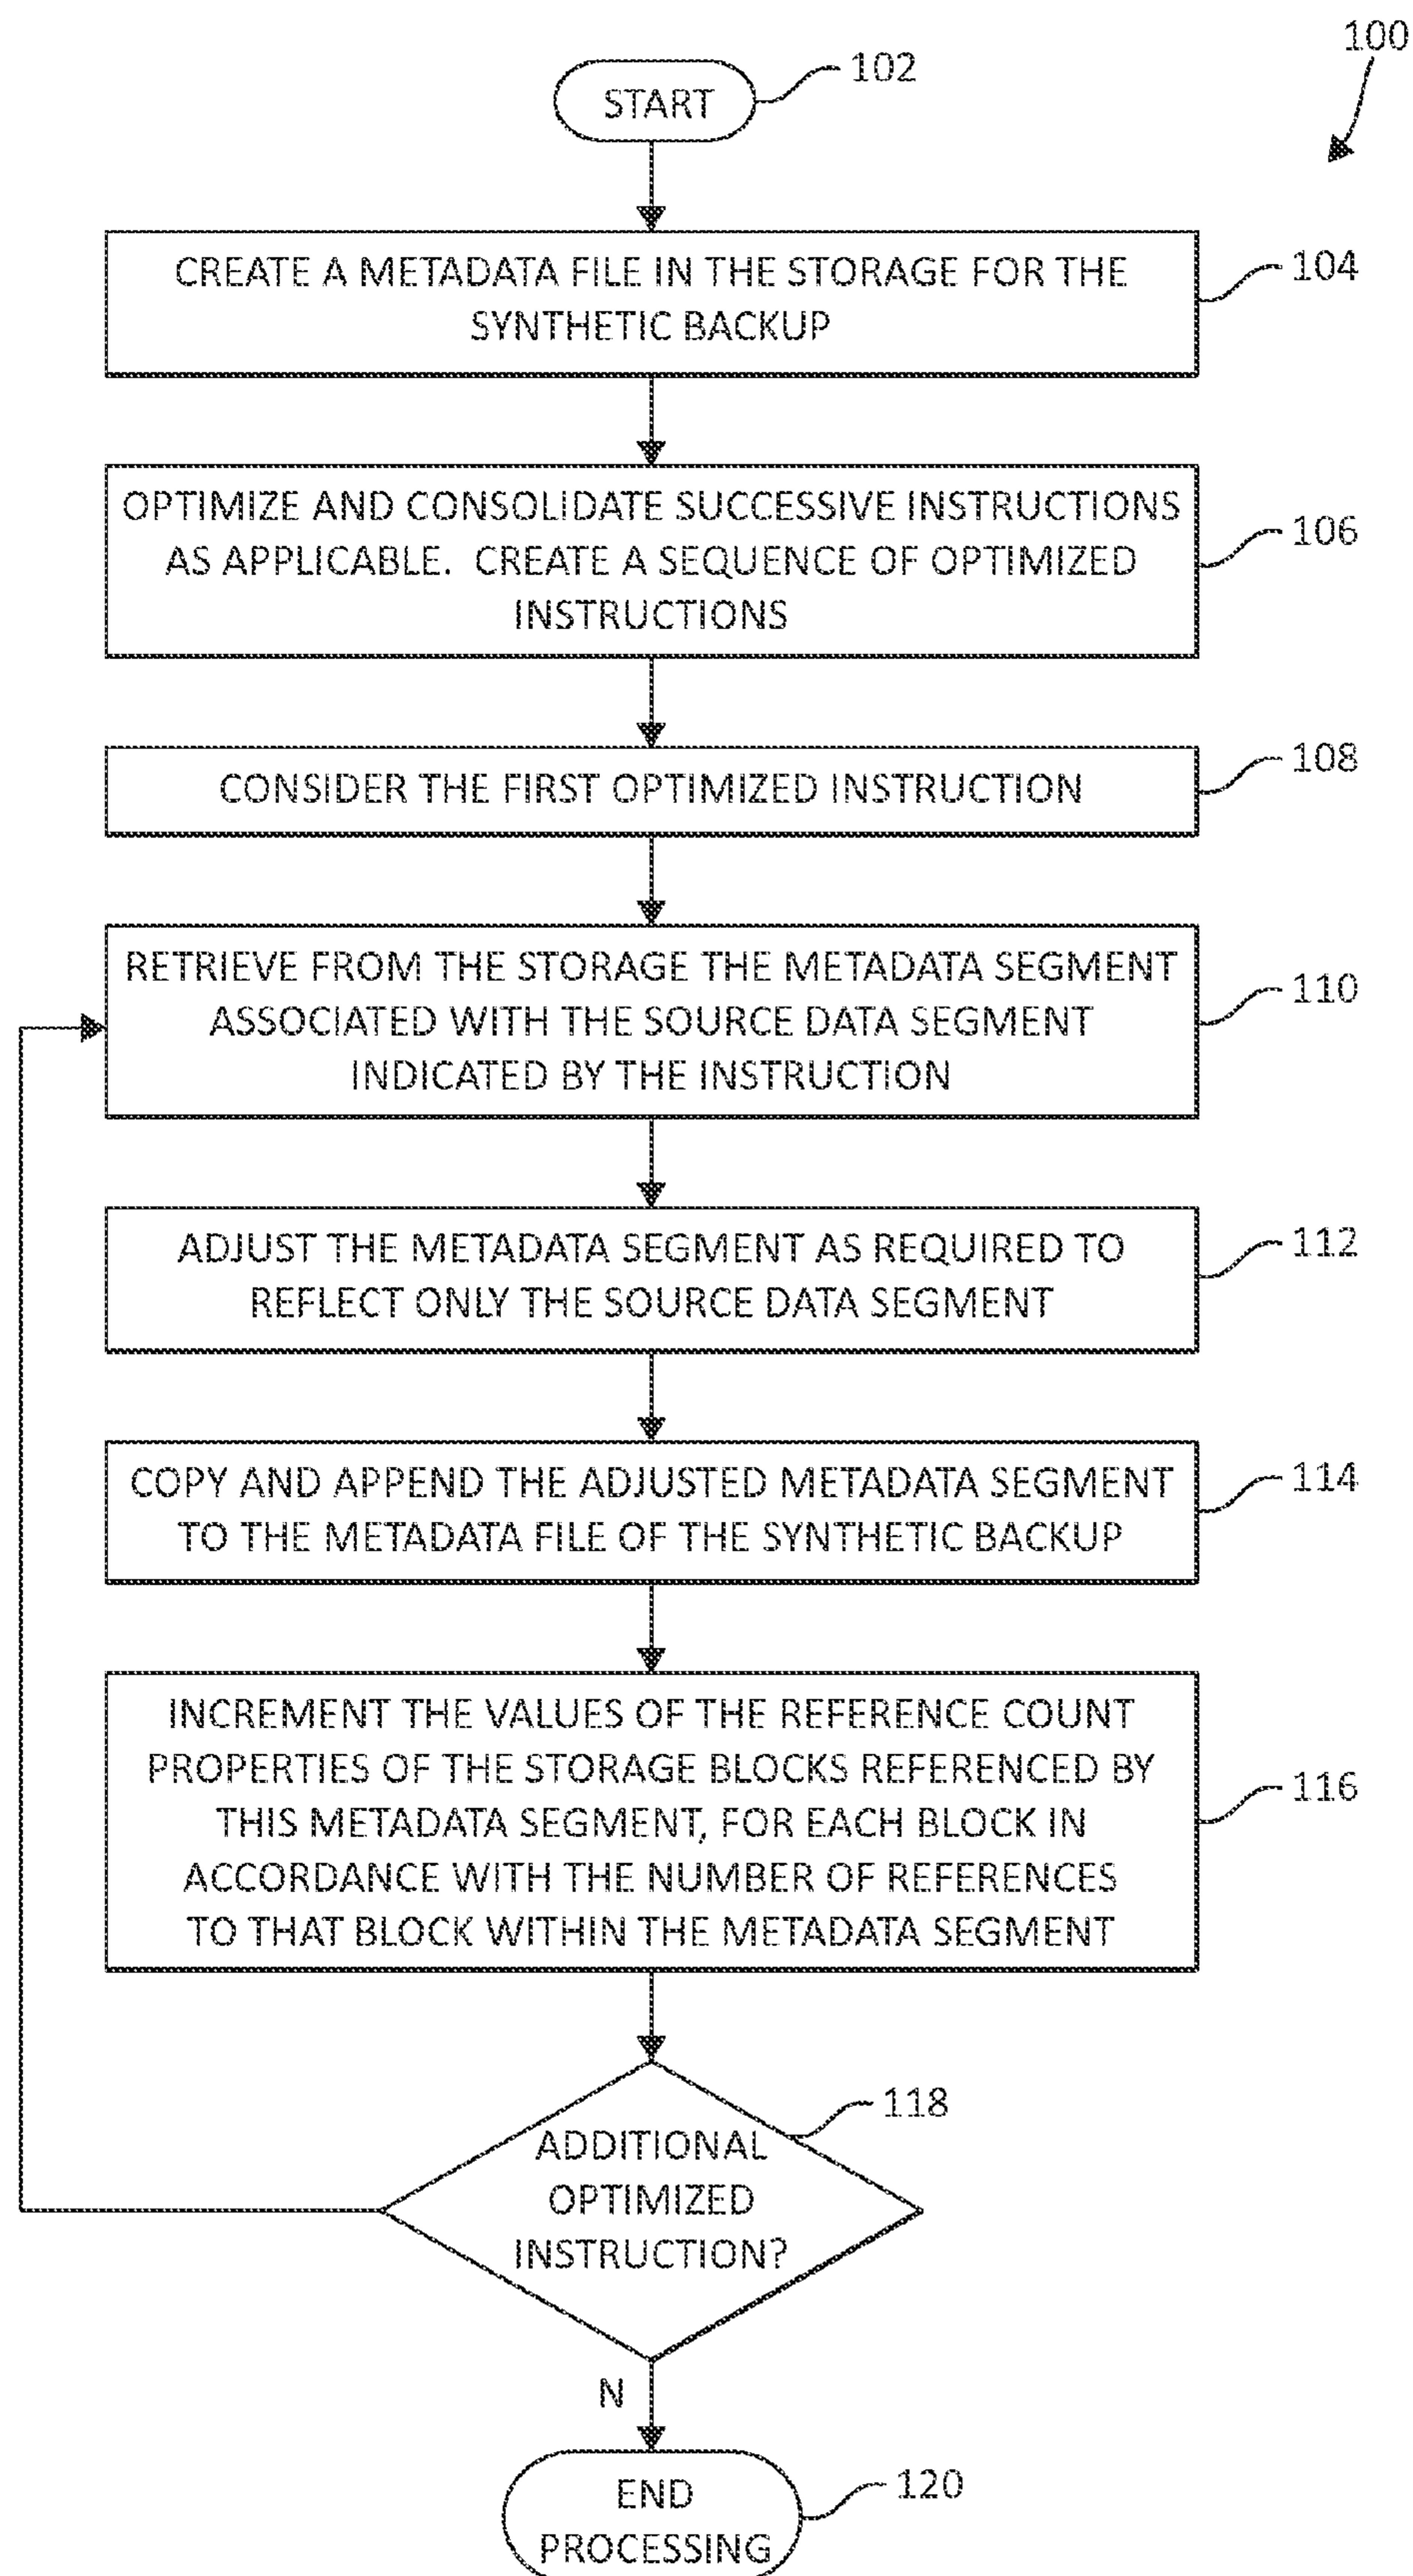 100
START
102
CREATE A METADATA FILE IN THE STORAGE FOR THE
SYNTHETIC BACKUP
104
OPTIMIZE AND CONSOLIDATE SUCCESSIVE INSTRUCTIONS
AS APPLICABLE.  CREATE A SEQUENCE OF OPTIMIZED
INSTRUCTIONS
106
CONSIDER THE FIRST OPTIMIZED INSTRUCTION
108
RETRIEVE FROM THE STORAGE THE METADATA SEGMENT
ASSOCIATED WITH THE SOURCE DATA SEGMENT
INDICATED BY THE INSTRUCTION
110
ADJUST THE METADATA SEGMENT AS REQUIRED TO
REFLECT ONLY THE SOURCE DATA SEGMENT
112
COPY AND APPEND THE ADJUSTED METADATA SEGMENT
TO THE METADATA FILE OF THE SYNTHETIC BACKUP
114
INCREMENT THE VALUES OF THE REFERENCE COUNT
PROPERTIES OF THE STORAGE BLOCKS REFERENCED BY
THIS METADATA SEGMENT, FOR EACH BLOCK IN
ACCORDANCE WITH THE NUMBER OF REFERENCES
TO THAT BLOCK WITHIN THE METADATA SEGMENT
116
ADDITIONAL
OPTIMIZED
INSTRUCTION?
118
N
END
PROCESSING
120